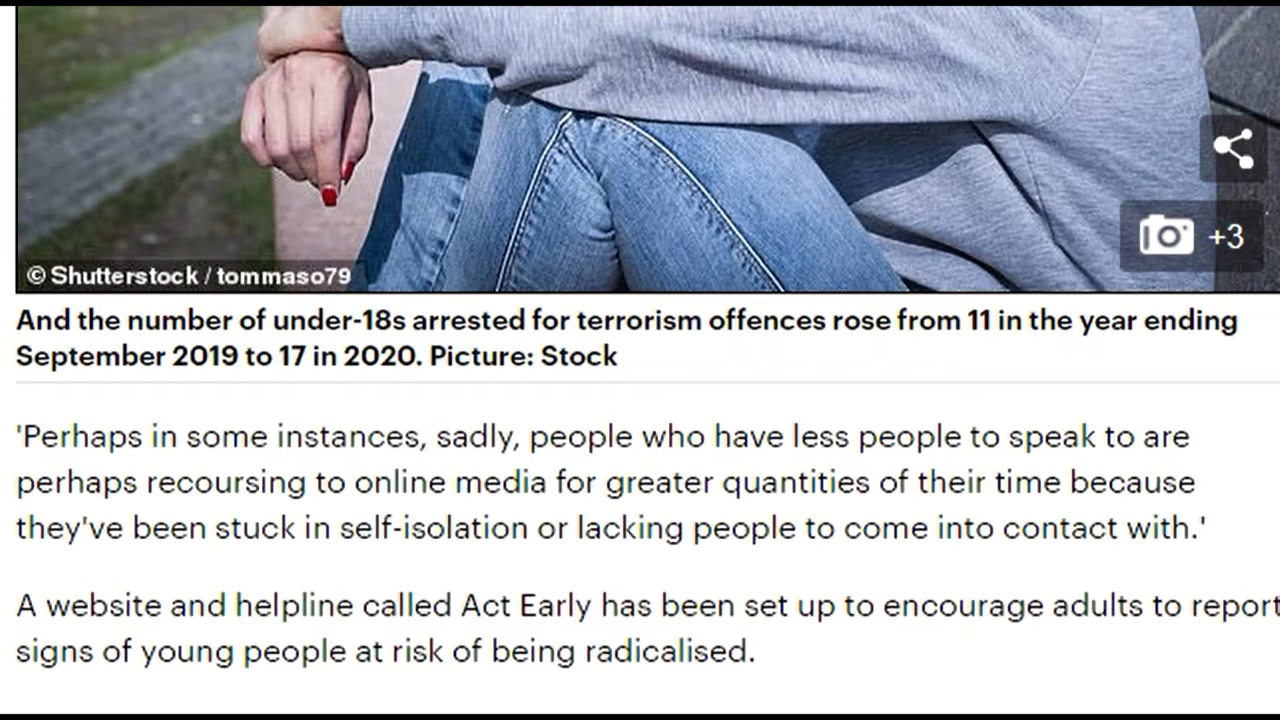 +3
© Shutterstock / tommaso79
And the number of under-18s arrested for terrorism offences rose from 11 in the year ending
September 2019 to 17 in 2020. Picture: Stock
'Perhaps in some instances, sadly, people who have less people to speak to are
perhaps recoursing to online media for greater quantities of their time because
they've been stuck in self-isolation or lacking people to come into contact with.'
A website and helpline called Act Early has been set up to encourage adults to report
signs of young people at risk of being radicalised.